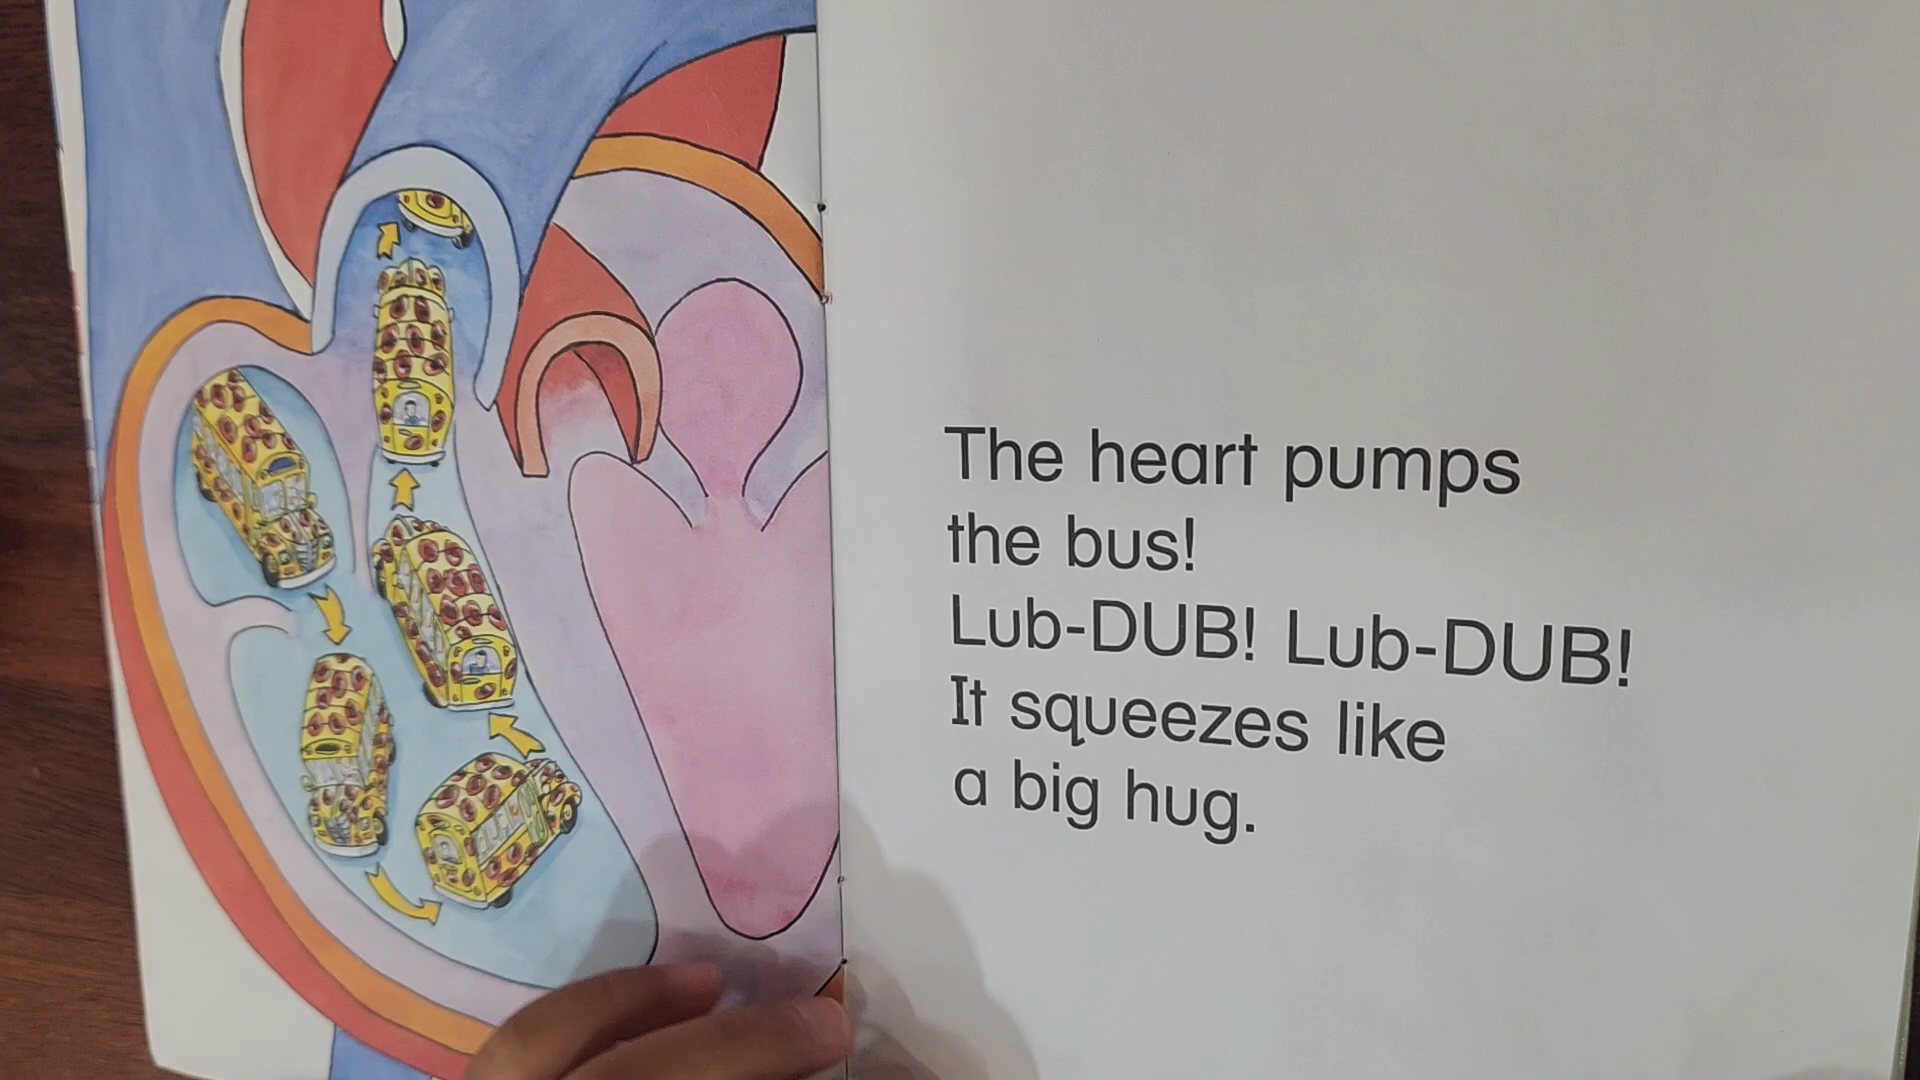 The heart pumps
the bus!
Lub-DUB! Lub-DUB!
It squeezes like
a big hug.